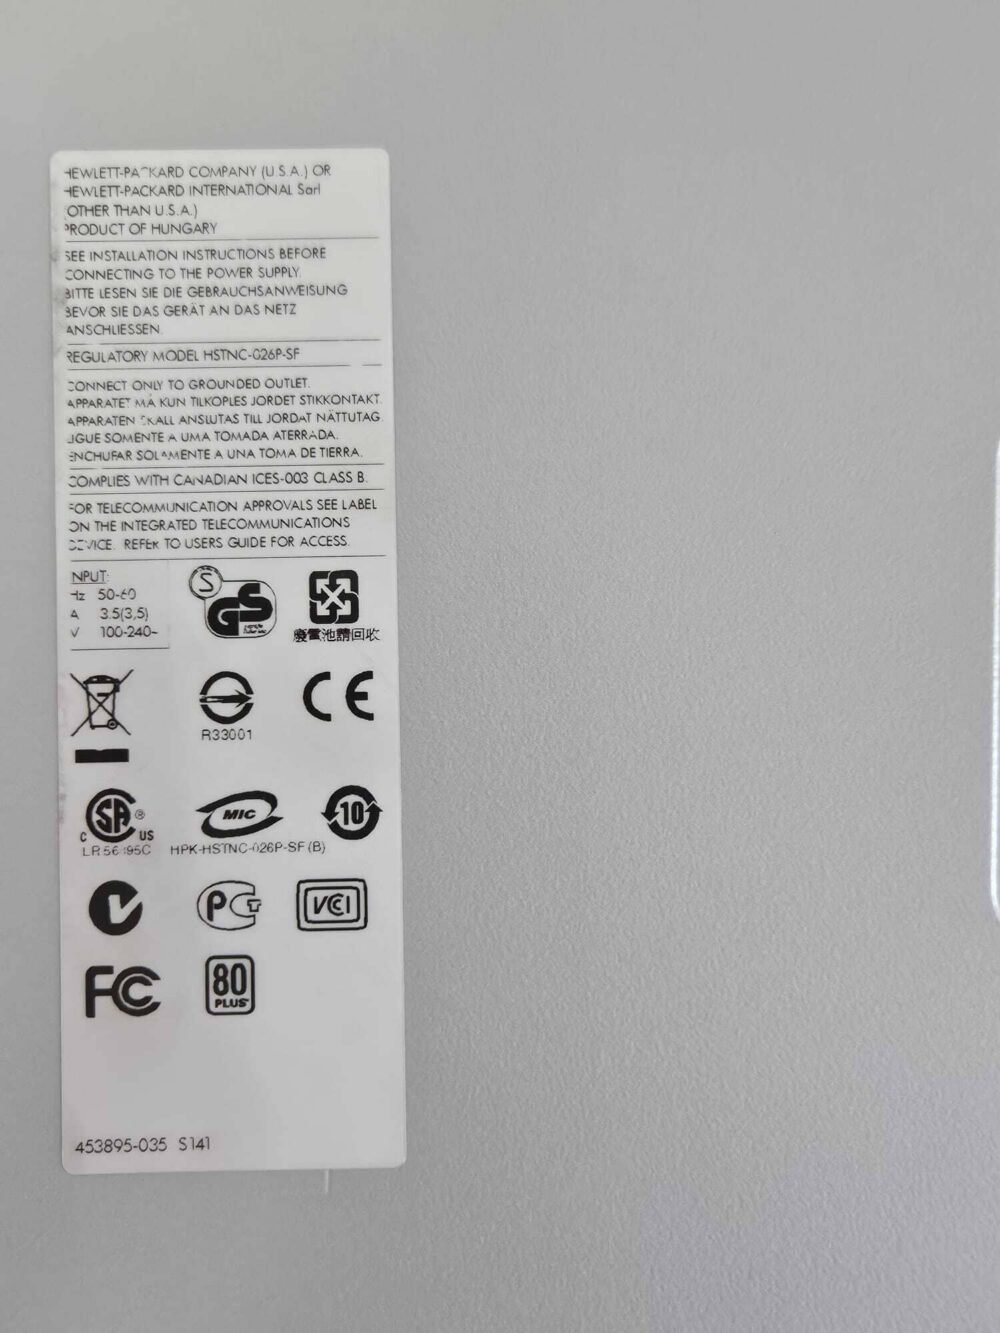 HEWLETT-PACKARD COMPANY (U.S.A.) OR
HEWLETT-PACKARD INTERNATIONAL Sarl
(OTHER THAN U.S.A.)
PRODUCT OF HUNGARY
SEE INSTALLATION INSTRUCTIONS BEFORE
CONNECTING TO THE POWER SUPPLY.
BITTE LESEN SIE DIE GEBRAUCHSANWEISUNG
BEVOR SIE DAS GERÄT AN DAS NETZ
ANSCHLIESSEN.
REGULATORY MODEL HSTNC-026P-SF
CONNECT ONLY TO GROUNDED OUTLET.
APPARATET MÅ KUN TILKOPLES JORDET STIKKONTAKT.
APPARATEN SKALL ANSLUTAS TILL JORDAT NÄTTUTAG.
LIGUE SOMENTE A UMA TOMADA ATERRADA.
ENCHUFAR SOLAMENTE A UNA TOMA DE TIERRA.
COMPLIES WITH CANADIAN ICES-003 CLASS B.
FOR TELECOMMUNICATION APPROVALS SEE LABEL
ON THE INTEGRATED TELECOMMUNICATIONS
DEVICE. REFER TO USERS GUIDE FOR ACCESS.
INPUT:
Hz 50-60
A 3.5(3,5)
V 100-240~
S GS
廢電池請回收
R33001
CE
C SA ® US
MIC
10
HPK-HSTNC-026P-SF (B)
PCT
VCI
FC
80
PLUS
453895-035 S141